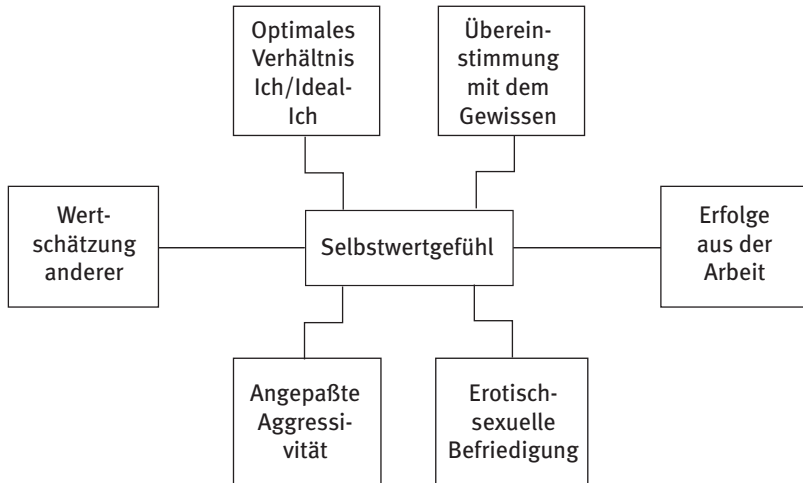 Optimales
Verhältnis
Ich/Ideal-
Ich
Überein-
stimmung
mit dem
Gewissen
Wert-
schätzung
anderer
Selbstwertgefühl
Erfolge
aus der
Arbeit
Angepaßte
Aggressi-
vität
Erotisch-
sexuelle
Befriedigung